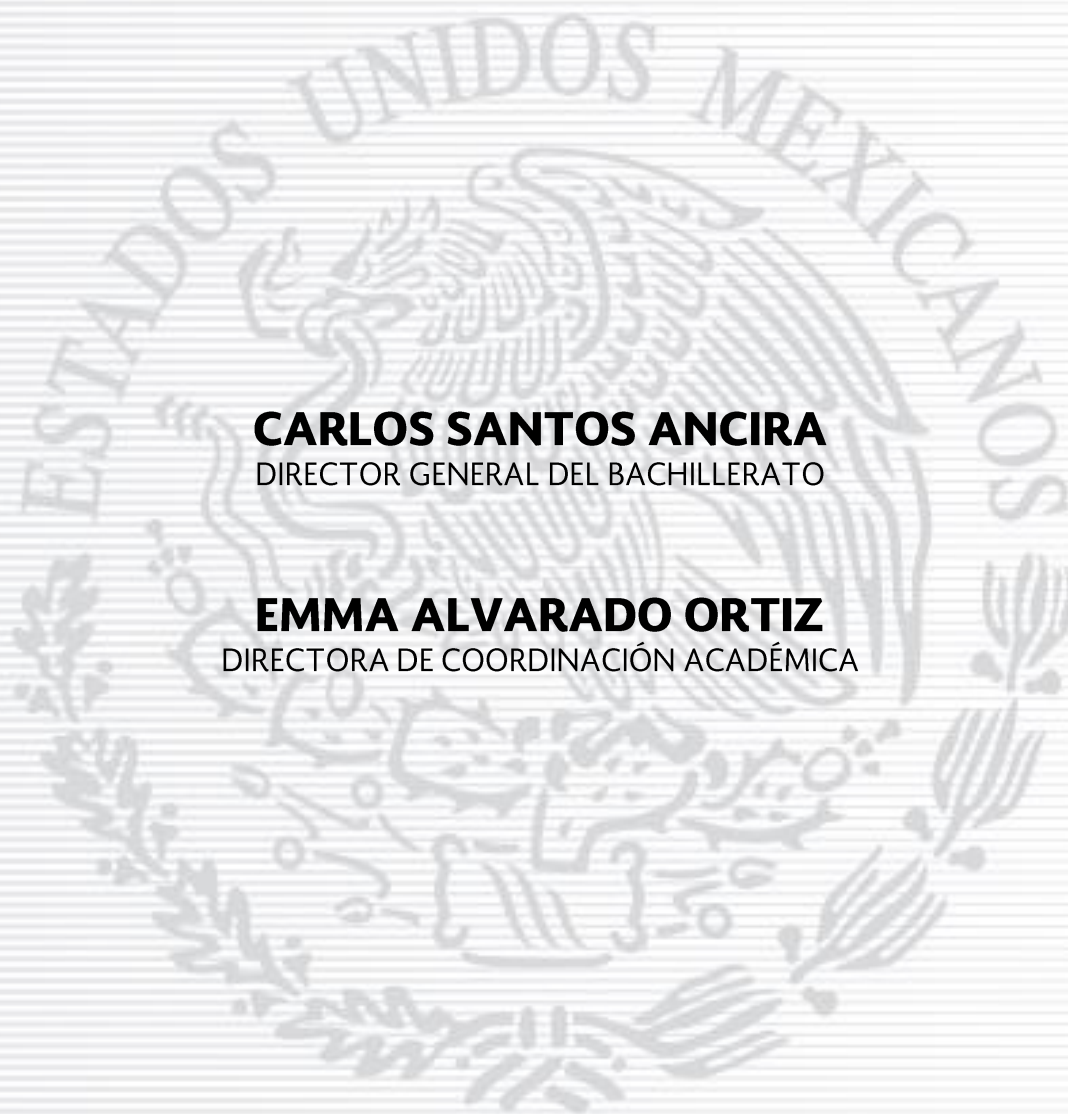 ESTADOS UNIDOS MEXICANOS
CARLOS SANTOS ANCIRA
DIRECTOR GENERAL DEL BACHILLERATO
EMMA ALVARADO ORTIZ
DIRECTORA DE COORDINACIÓN ACADÉMICA